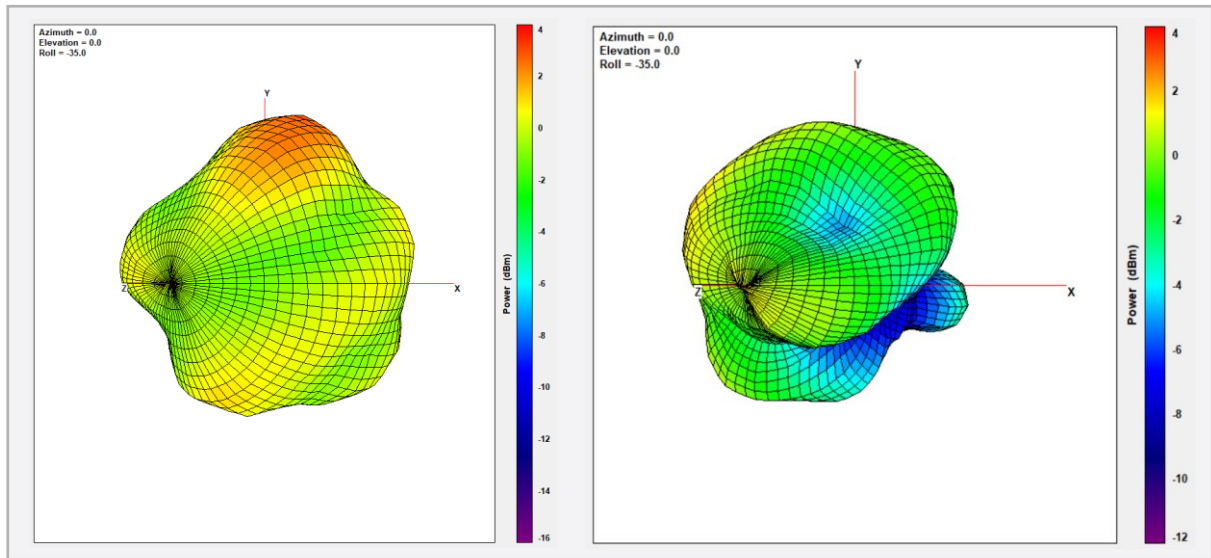 Azimuth = 0.0
Elevation = 0.0
Roll = -35.0
Y
X
Z
4
2
0
-2
-4
-6
-8
-10
-12
-14
-16
Power (dBm)
Azimuth = 0.0
Elevation = 0.0
Roll = -35.0
Y
X
Z
4
2
0
-2
-4
-6
-8
-10
-12
Power (dBm)